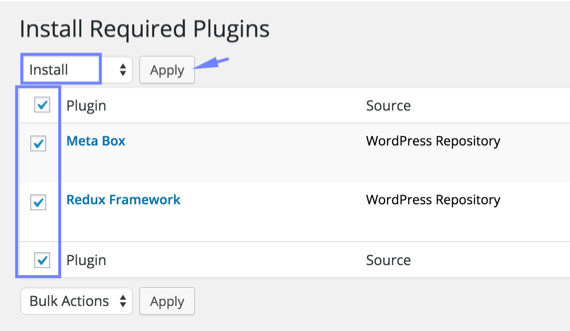 Install Required Plugins
Install Apply
Plugin Source
Meta Box WordPress Repository
Redux Framework WordPress Repository
Plugin Source
Bulk Actions Apply